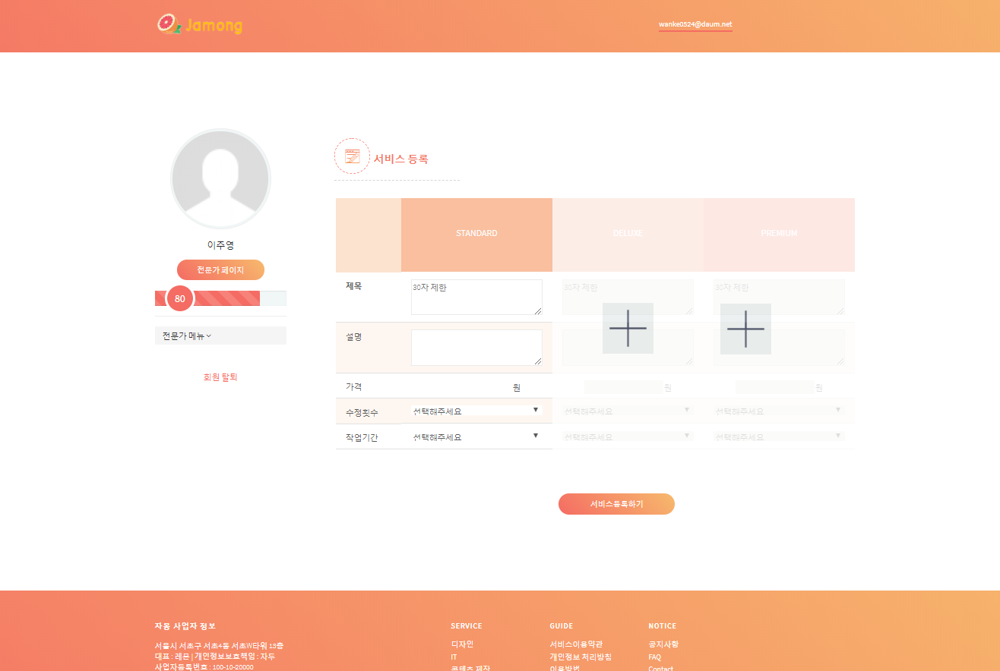 Jamong
wanke0524@daum.net
이주영
전문가 페이지
80
전문가 메뉴
회원 탈퇴
서비스 등록
STANDARD DELUXE PREMIUM
제목 30자 제한 30자 제한 30자 제한
설명
가격 원 원 원
수정횟수 선택해주세요 선택해주세요 선택해주세요
작업기간 선택해주세요 선택해주세요 선택해주세요
서비스등록하기
자몽 사업자 정보
서울시 서초구 서초4동 서초W타워 13층
대표 : 레몬 | 개인정보보호책임 : 자두
사업자등록번호 : 100-10-20000
SERVICE
디자인
IT
콘텐츠 제작
GUIDE
서비스이용약관
개인정보 처리방침
이용방법
NOTICE
공지사항
FAQ
Contact